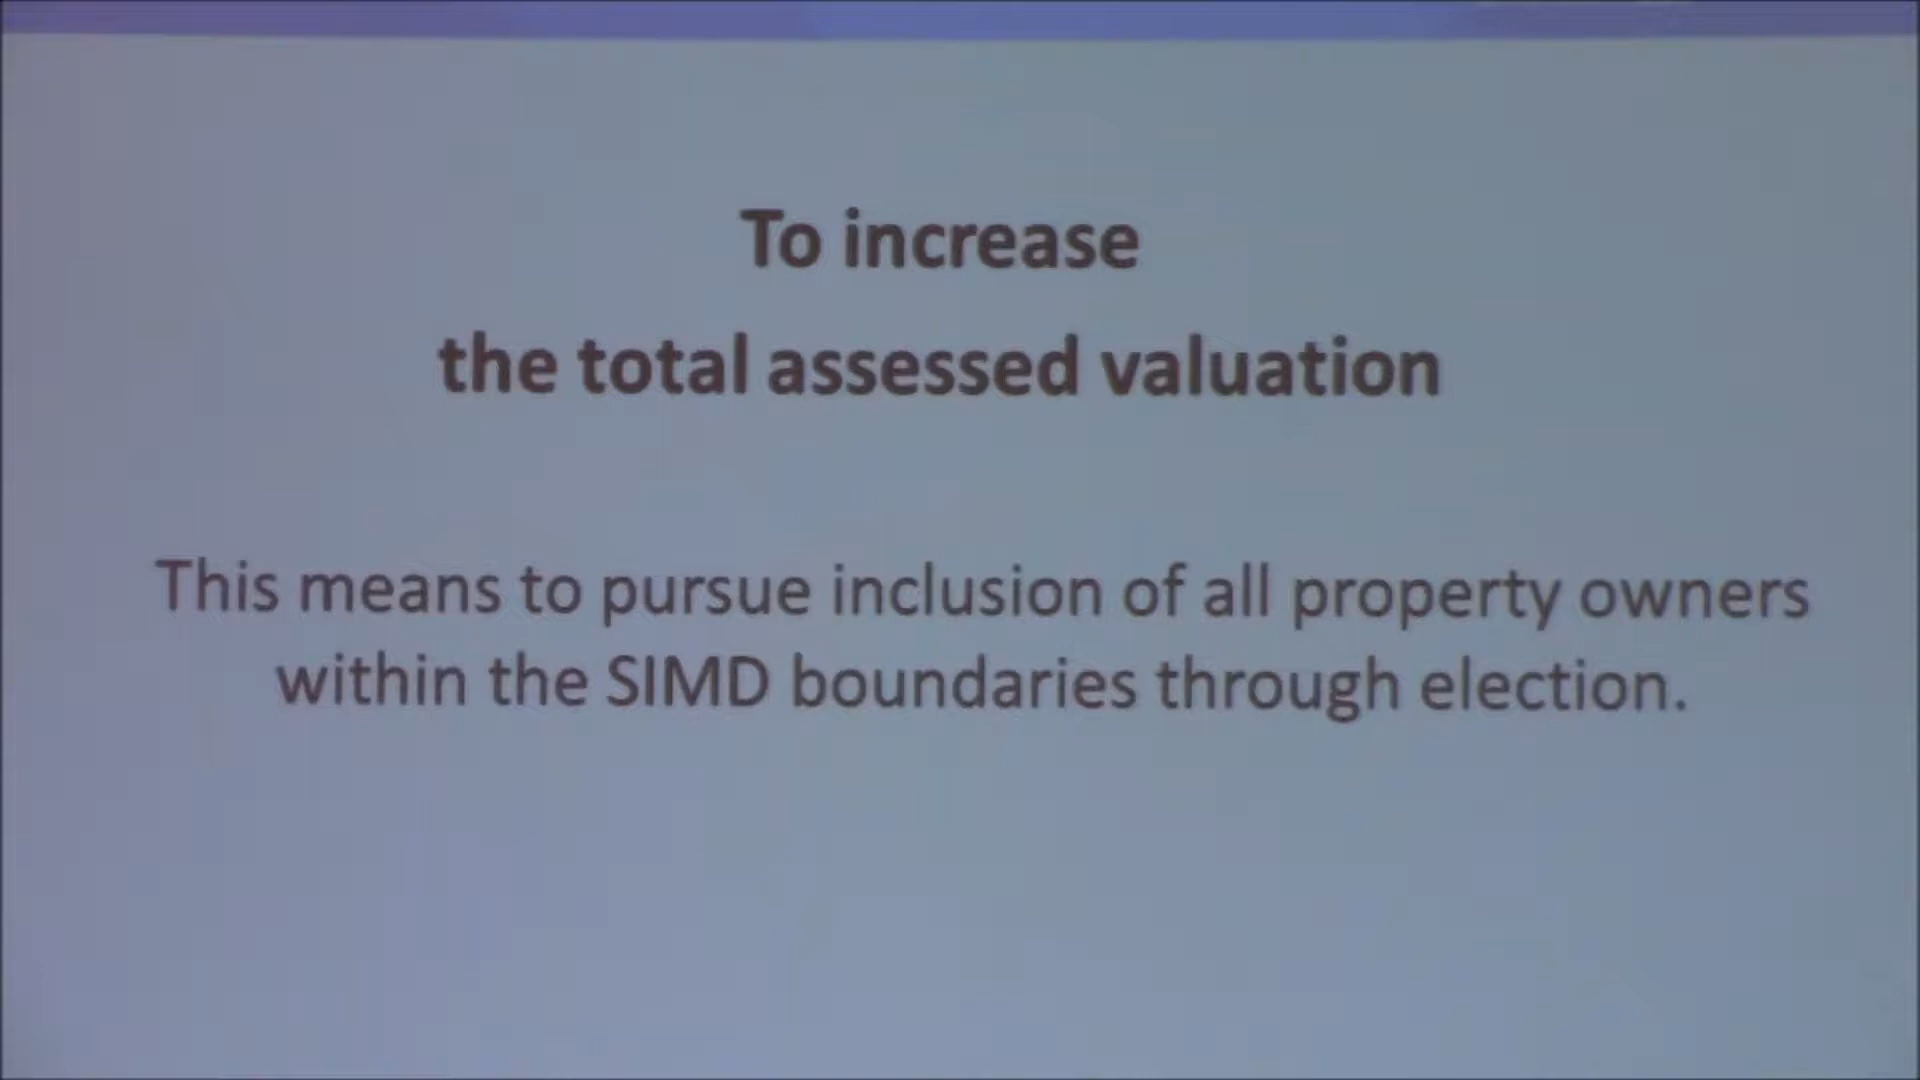 To increase
the total assessed valuation
This means to pursue inclusion of all property owners
within the SIMD boundaries through election.